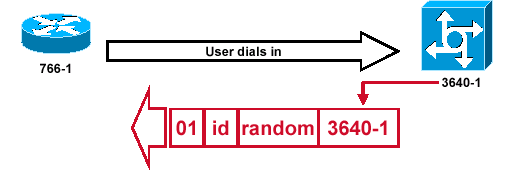 User dials in
766-1
3640-1
01 id random 3640-1